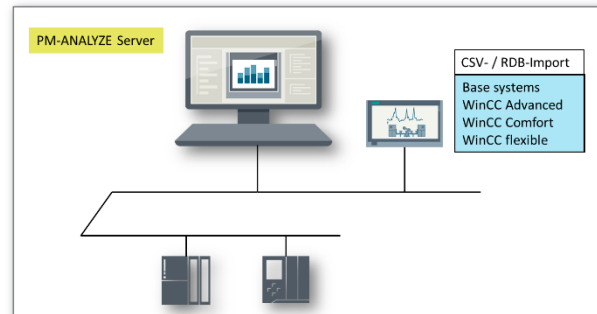 PM-ANALYZE Server
CSV- / RDB-Import
Base systems
WinCC Advanced
WinCC Comfort
WinCC flexible